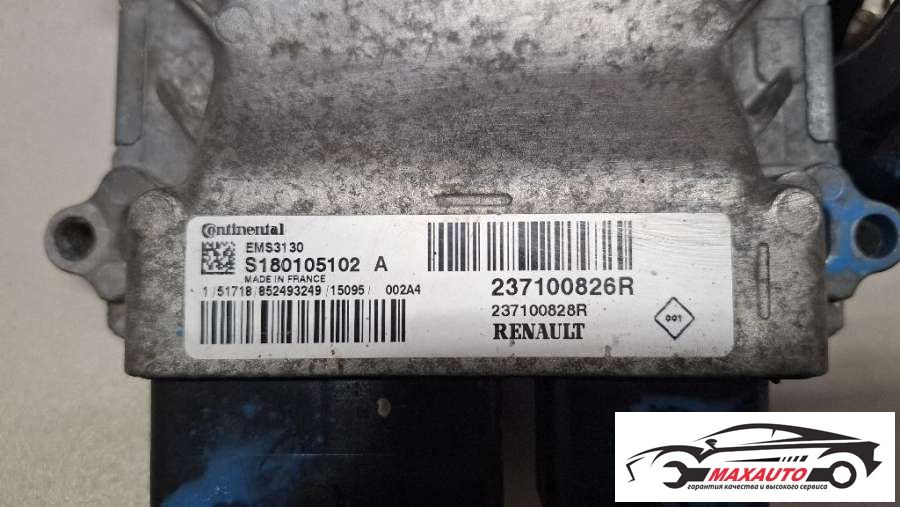 Continental
EMS3130
S180105102 A
MADE IN FRANCE
1/51718/852493249/15095/ 002A4
237100826R
237100828R
RENAULT
001
MAXAUTO
гарантия качества и высокого сервиса